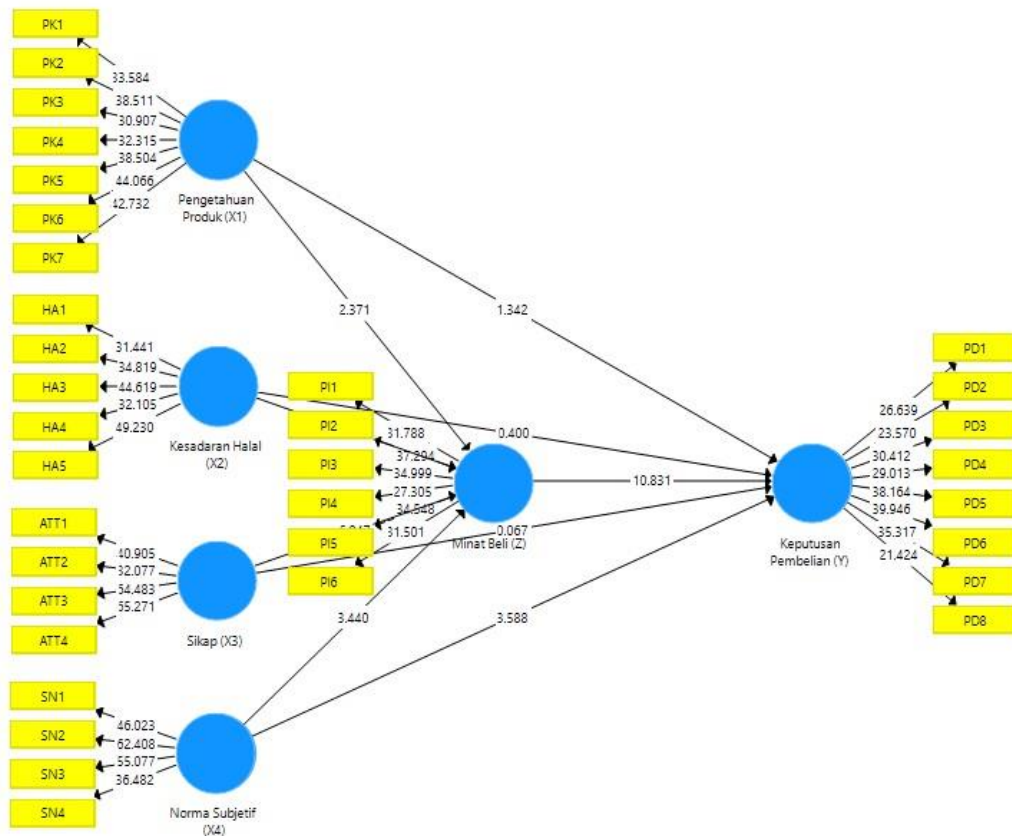 PK1
PK2
PK3
PK4
PK5
PK6
PK7
33.584
38.511
30.907
32.315
38.504
44.066
42.732
Pengetahuan
Produk (X1)
HA1
HA2
HA3
HA4
HA5
31.441
34.819
44.619
32.105
49.230
Kesadaran Halal
(X2)
ATT1
ATT2
ATT3
ATT4
40.905
32.077
35.271
Sikap (X3)
SN1
SN2
SN3
SN4
46.023
62.408
55.077
36.482
Norma Subjetif
(X4)
2.371
1.342
0.400
10.831
0.067
3.440
3.588
PI1
PI2
PI3
PI4
PI5
PI6
31.788
37.294
34.999
27.305
34.548
31.501
Minat Beli (Z)
Keputusan
Pembelian (Y)
26.639
23.570
30.412
29.013
38.164
39.946
35.317
21.424
PD1
PD2
PD3
PD4
PD5
PD6
PD7
PD8